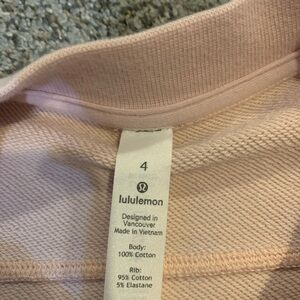 4
lululemon
Designed in
Vancouver
Made in Vietnam
Body:
100% Cotton
Rib:
95% Cotton
5% Elastane